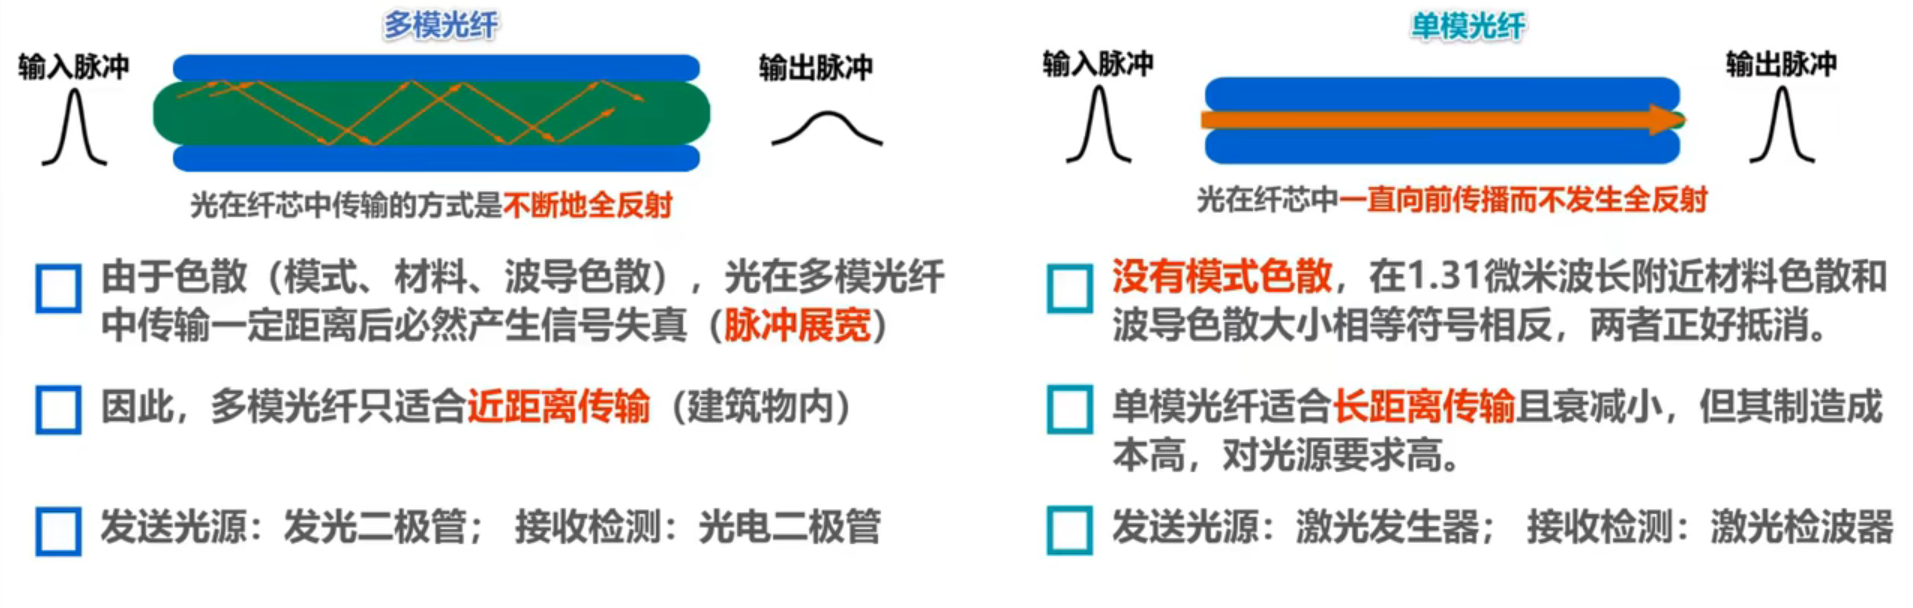 多模光纤
输入脉冲
输出脉冲
光在纤芯中传输的方式是不断地全反射
由于色散（模式、材料、波导色散），光在多模光纤
中传输一定距离后必然产生信号失真（脉冲展宽）
因此，多模光纤只适合近距离传输（建筑物内）
发送光源：发光二极管； 接收检测：光电二极管
单模光纤
输入脉冲
输出脉冲
光在纤芯中一直向前传播而不发生全反射
没有模式色散，在1.31微米波长附近材料色散和
波导色散大小相等符号相反，两者正好抵消。
单模光纤适合长距离传输且衰减小，但其制造成
本高，对光源要求高。
发送光源：激光发生器； 接收检测：激光检波器